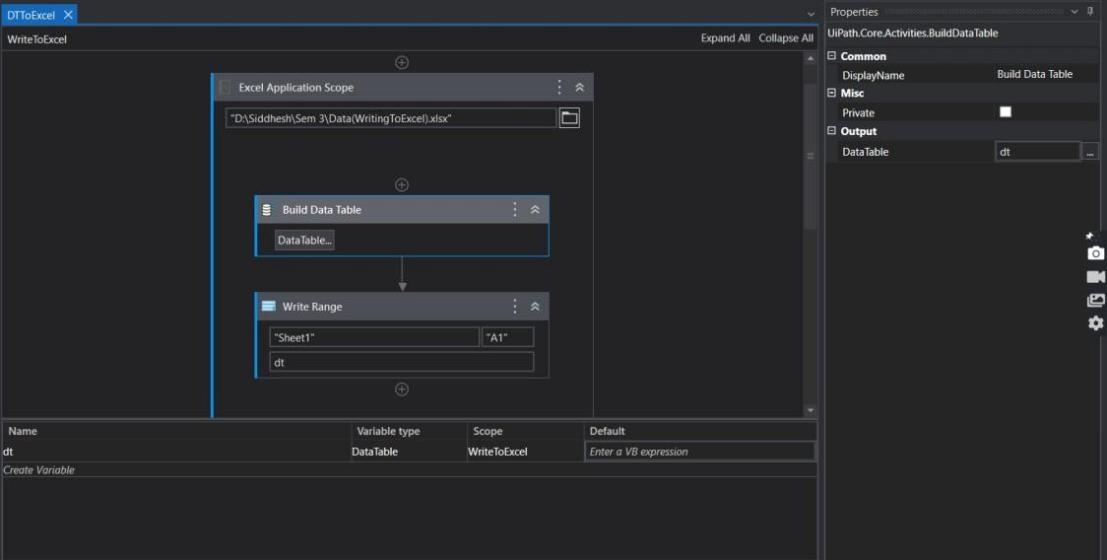 DTToExcel
WriteToExcel
Expand All Collapse All
Excel Application Scope
"D:\Siddhesh\Sem 3\Data(WritingToExcel).xlsx"
Build Data Table
DataTable...
Write Range
"Sheet1" "A1"
dt
Name Variable type Scope Default
dt DataTable WriteToExcel Enter a VB expression
Create Variable
Properties
UiPath.Core.Activities.BuildDataTable
Common
DisplayName Build Data Table
Misc
Private
Output
DataTable dt ...